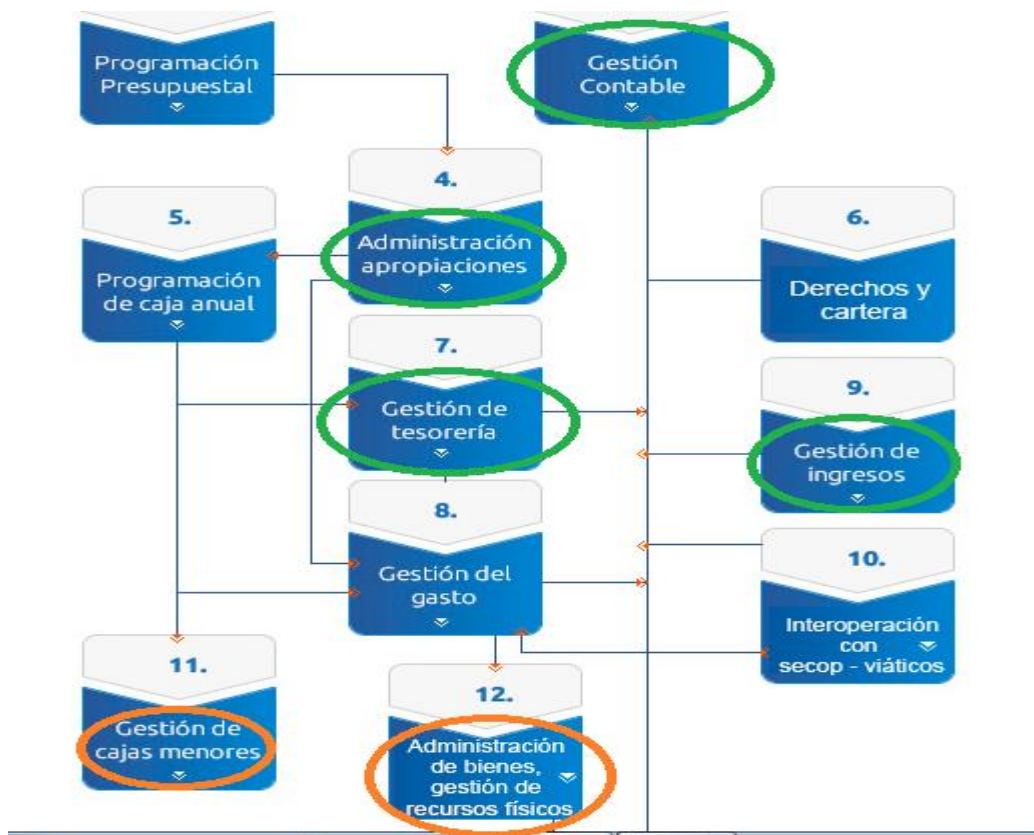 Programación
Presupuestal
Gestión
Contable
4.
Administración
apropiaciones
5.
Programación
de caja anual
6.
Derechos y
cartera
7.
Gestión de
tesorería
8.
Gestión del
gasto
9.
Gestión de
ingresos
10.
Interoperación
con
secop - viáticos
11.
Gestión de
cajas menores
12.
Administración
de bienes,
gestión de
recursos físicos